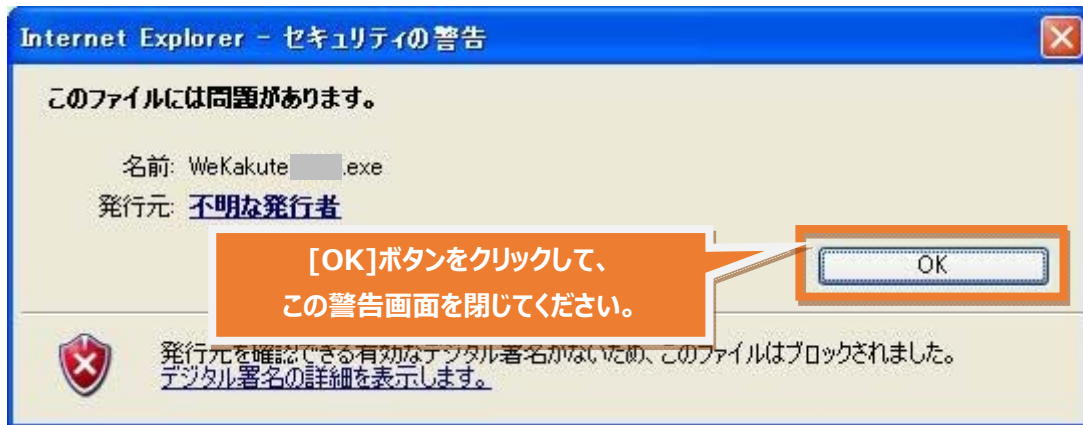 Internet Explorer - セキュリティの警告
このファイルには問題があります。
名前: WeKakute .exe
発行元: 不明な発行者
[OK]ボタンをクリックして、
この警告画面を閉じてください。
OK
発行元を確認できる有効なデジタル署名がないため、このファイルはブロックされました。
デジタル署名の詳細を表示します。